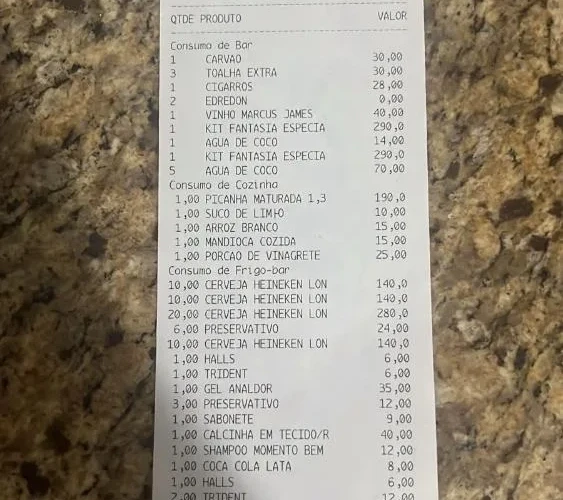 QTDE PRODUTO VALOR
Consumo de Bar
1 CARVAO 30,00
3 TOALHA EXTRA 30,00
1 CIGARROS 28,00
2 EDREDON 0,00
1 VINHO MARCUS JAMES 40,00
1 KIT FANTASIA ESPECIA 290,0
1 AGUA DE COCO 14,00
1 KIT FANTASIA ESPECIA 290,0
5 AGUA DE COCO 70,00
Consumo de Cozinha
1,00 PICANHA MATURADA 1,3 190,0
1,00 SUCO DE LIMAO 10,00
1,00 ARROZ BRANCO 15,00
1,00 MANDIOCA COZIDA 15,00
1,00 PORCAO DE VINAGRETE 25,00
Consumo de Frigo-bar
10,00 CERVEJA HEINEKEN LON 140,0
10,00 CERVEJA HEINEKEN LON 140,0
20,00 CERVEJA HEINEKEN LON 280,0
6,00 PRESERVATIVO 24,00
10,00 CERVEJA HEINEKEN LON 140,0
1,00 HALLS 6,00
1,00 TRIDENT 6,00
1,00 GEL ANALDOR 35,00
3,00 PRESERVATIVO 12,00
1,00 SABONETE 9,00
1,00 CALCINHA EM TECIDO/R 40,00
1,00 SHAMPOO MOMENTO BEM 12,00
1,00 COCA COLA LATA 8,00
1,00 HALLS 6,00
2,00 TRIDENT 12,00